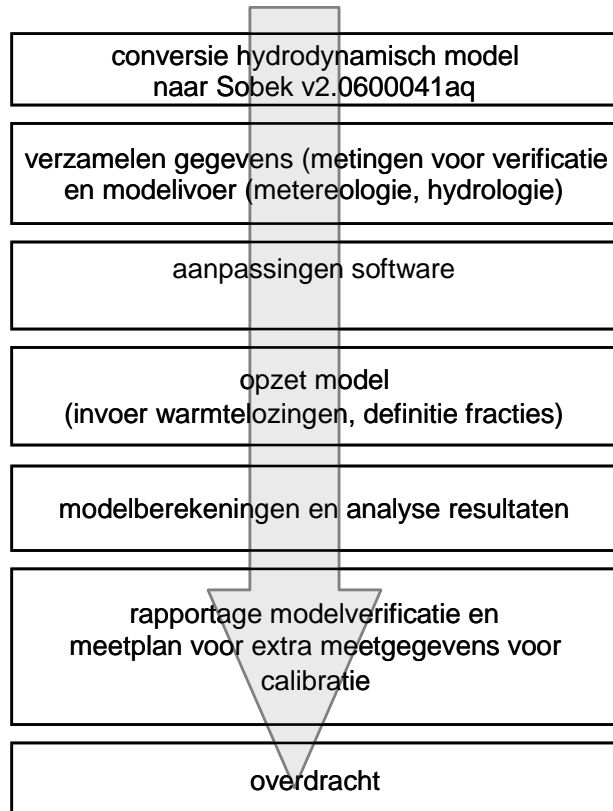 conversie hydrodynamisch model
naar Sobek v2.0600041aq
verzamelen gegevens (metingen voor verificatie
en modelivoer (metereologie, hydrologie)
aanpassingen software
opzet model
(invoer warmtelozingen, definitie fracties)
modelberekeningen en analyse resultaten
rapportage modelverificatie en
meetplan voor extra meetgegevens voor
calibratie
overdracht